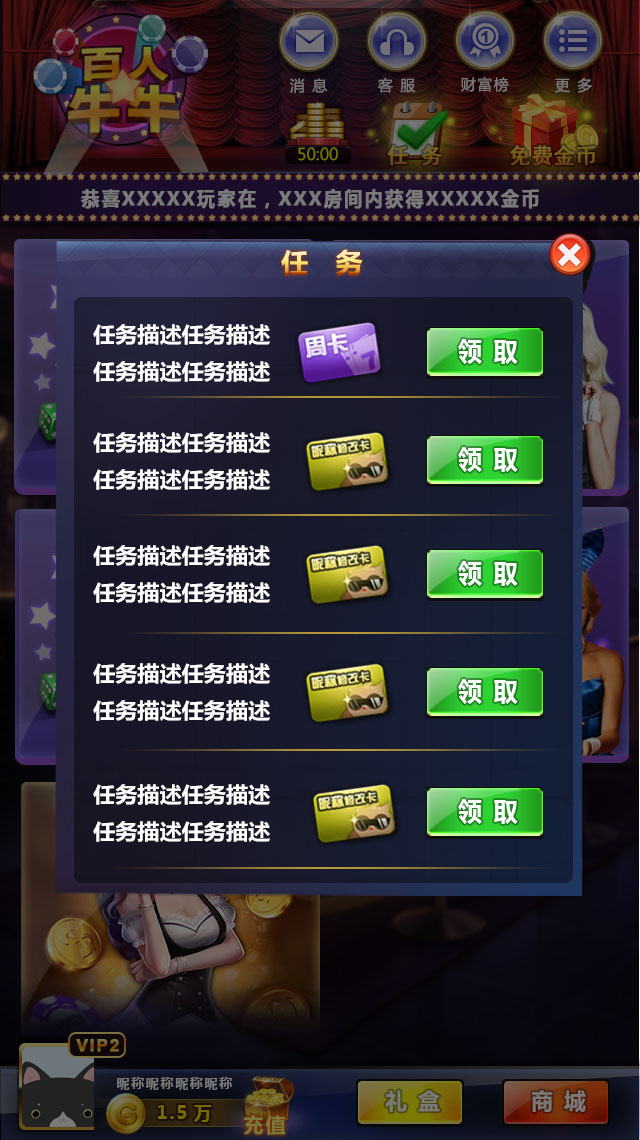 百人
牛牛
消息
客服
财富榜
更多
50:00
任务
免费金币
恭喜XXXXX玩家在，XXX房间内获得XXXXX金币
任 务
任务描述任务描述
任务描述任务描述
周卡
7
领取
任务描述任务描述
任务描述任务描述
昵称修改卡
领取
任务描述任务描述
任务描述任务描述
昵称修改卡
领取
任务描述任务描述
任务描述任务描述
昵称修改卡
领取
任务描述任务描述
任务描述任务描述
昵称修改卡
领取
VIP2
昵称昵称昵称昵称
1.5万
充值
礼盒
商城